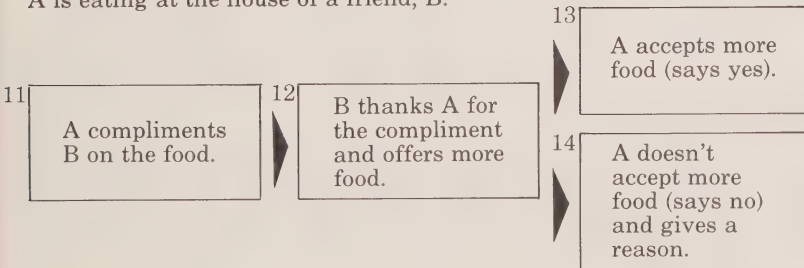 A is eating at the house of a friend, B.
11
A compliments
B on the food.
12
B thanks A for
the compliment
and offers more
food.
13
A accepts more
food (says yes).
14
A doesn't
accept more
food (says no)
and gives a
reason.